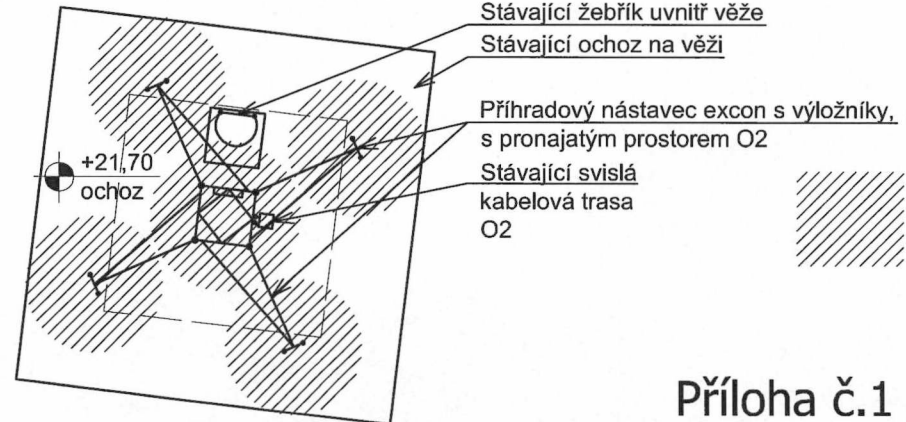 Stávající žebřík uvnitř věže
Stávající ochoz na věži
Příhradový nástavec excon s výložníky,
s pronajatým prostorem O2
Stávající svislá
kabelová trasa
O2
+21,70
ochoz
Příloha č.1